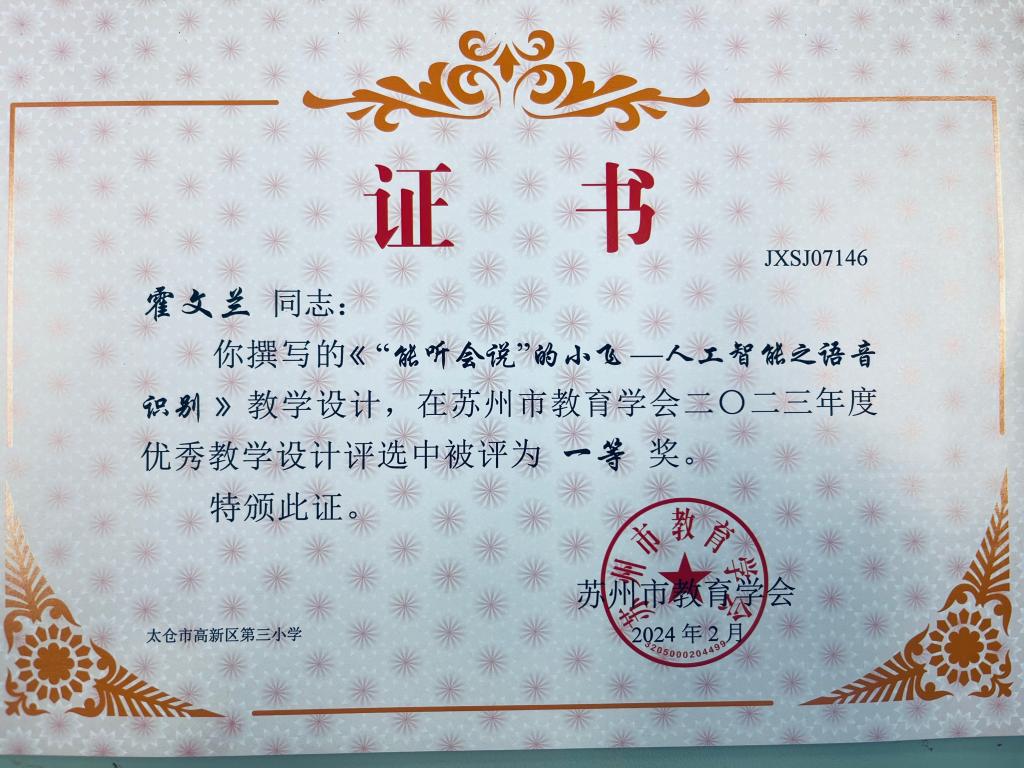 证 书
JXSJ07146
霍文兰 同志：
你撰写的《“能听会说”的小飞—人工智能之语音
识别》教学设计，在苏州市教育学会二〇二三年度
优秀教学设计评选中被评为 一等 奖。
特颁此证。
苏州市教育学会
苏州市教育学会
2024 年 2 月
3205000204499
太仓市高新区第三小学